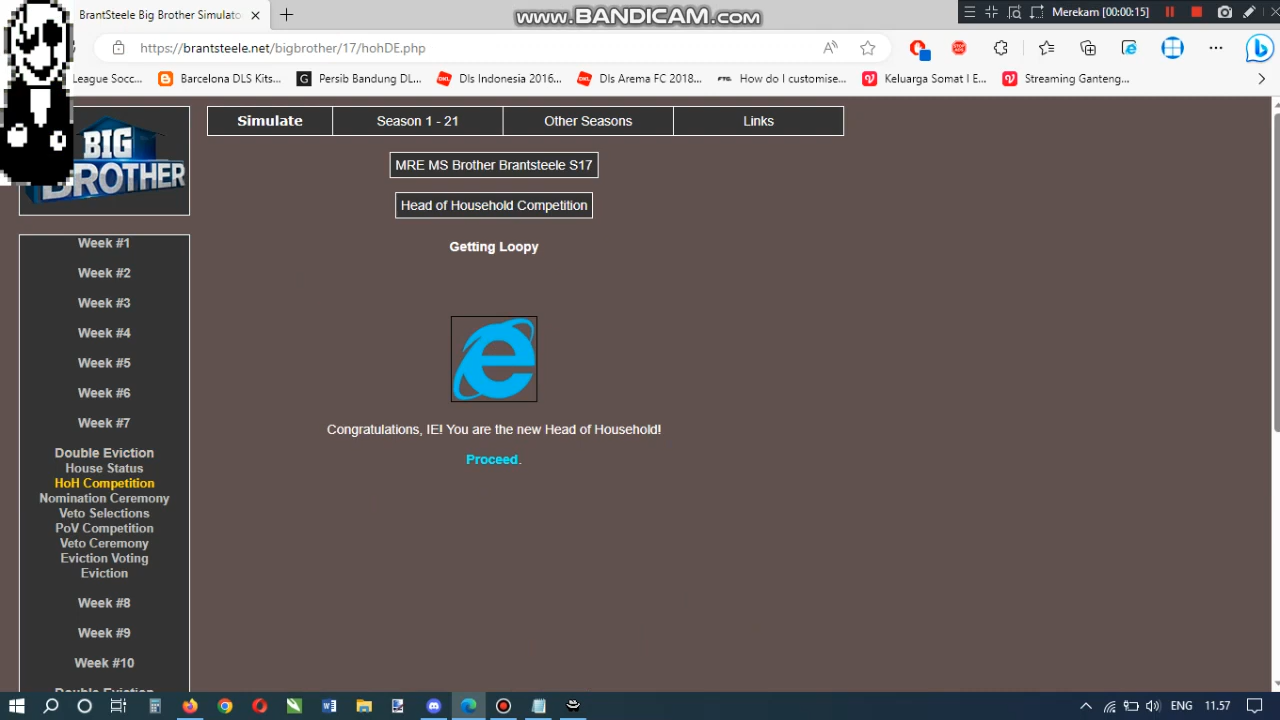 BrantSteele Big Brother Simulato
www.BANDICAM.com
Merekam [00:00:15]
https://brantsteele.net/bigbrother/17/hohDE.php
League Socc...
Barcelona DLS Kits...
Persib Bandung DL...
Dls Indonesia 2016...
Dls Arema FC 2018...
How do I customise...
Keluarga Somat I E...
Streaming Ganteng...
BIG
BROTHER
Simulate
Season 1 - 21
Other Seasons
Links
MRE MS Brother Brantsteele S17
Head of Household Competition
Getting Loopy
Congratulations, IE! You are the new Head of Household!
Proceed.
Week #1
Week #2
Week #3
Week #4
Week #5
Week #6
Week #7
Double Eviction
House Status
HoH Competition
Nomination Ceremony
Veto Selections
PoV Competition
Veto Ceremony
Eviction Voting
Eviction
Week #8
Week #9
Week #10
Double Eviction
ENG
11.57